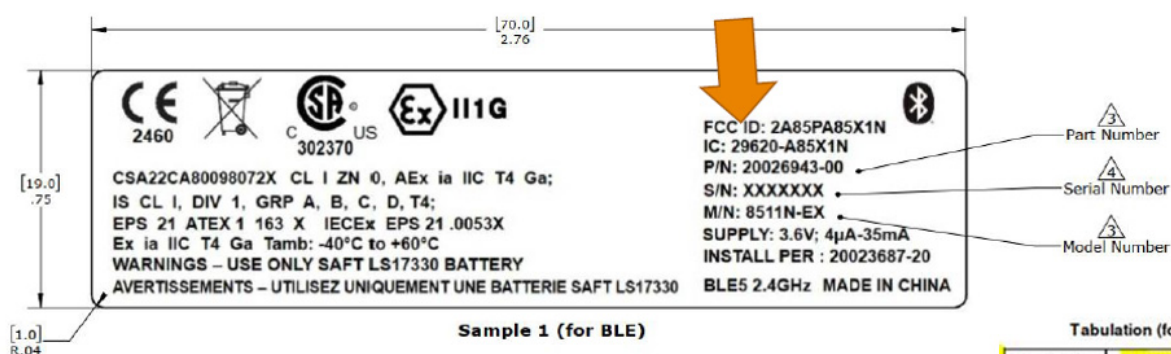 [70.0]
2.76
[19.0]
.75
[1.0]
R.04
CE
2460
SA
C US
302370
Ex II1G
CSA22CA80098072X CL I ZN 0, AEx ia IIC T4 Ga;
IS CL I, DIV 1, GRP A, B, C, D, T4;
EPS 21 ATEX 1 163 X IECEx EPS 21 .0053X
Ex ia IIC T4 Ga Tamb: -40°C to +60°C
WARNINGS – USE ONLY SAFT LS17330 BATTERY
AVERTISSEMENTS – UTILISEZ UNIQUEMENT UNE BATTERIE SAFT LS17330
FCC ID: 2A85PA85X1N
IC: 29620-A85X1N
P/N: 20026943-00
S/N: XXXXXXX
M/N: 8511N-EX
SUPPLY: 3.6V; 4µA-35mA
INSTALL PER : 20023687-20
BLE5 2.4GHz MADE IN CHINA
3
Part Number
4
Serial Number
3
Model Number
Sample 1 (for BLE)
Tabulation (fo